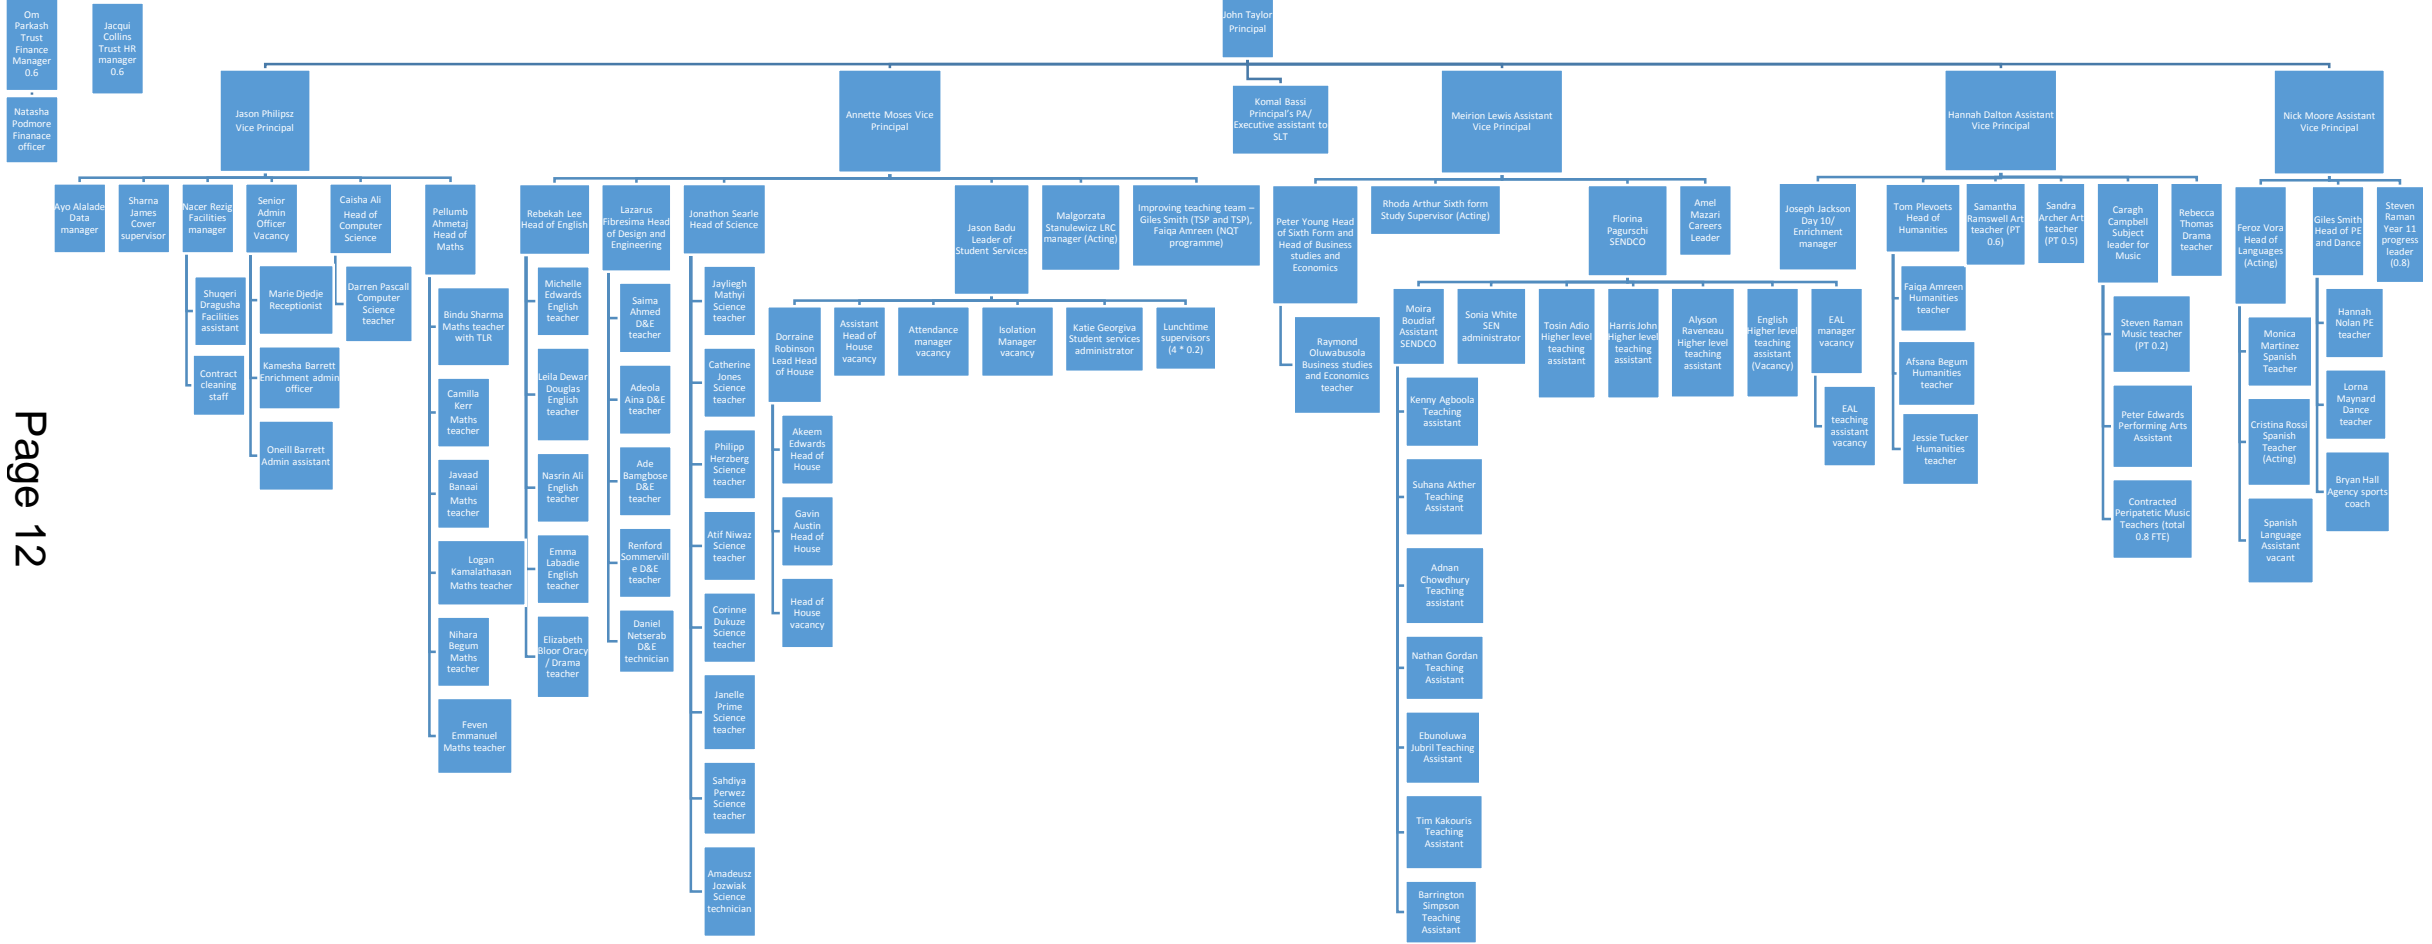 Om
Parkash
Trust
Finance
Manager
0.6
Jacqui
Collins
Trust HR
manager
0.6
Natasha
Podmore
Finanace
officer
John Taylor
Principal
Jason Philipsz
Vice Principal
Annette Moses Vice
Principal
Komal Bassi
Principal's PA/
Executive assistant to
SLT
Meirion Lewis Assistant
Vice Principal
Hannah Dalton Assistant
Vice Principal
Nick Moore Assistant
Vice Principal
Ayo Alalade
Data
manager
Sharna
James
Cover
supervisor
Nacer Rezig
Facilities
manager
Senior
Admin
Officer
Vacancy
Caisha Ali
Head of
Computer
Science
Pellumb
Ahmetaj
Head of
Maths
Shuqeri
Dragusha
Facilities
assistant
Contract
cleaning
staff
Marie Djedje
Receptionist
Kamesha Barrett
Enrichment admin
officer
Oneill Barrett
Admin assistant
Darren Pascall
Computer
Science teacher
Bindu Sharma
Maths teacher
with TLR
Camilla
Kerr
Maths
teacher
Javaad
Banaai
Maths
teacher
Logan
Kamalathasan
Maths teacher
Nihara
Begum
Maths
teacher
Feven
Emmanuel
Maths teacher
Rebekah Lee
Head of English
Lazarus
Fibresima Head
of Design and
Engineering
Jonathon Searle
Head of Science
Jason Badu
Leader of
Student Services
Malgorzata
Stanulewicz LRC
manager (Acting)
Improving teaching team –
Giles Smith (TSP and TSP),
Faiqa Amreen (NQT
programme)
Michelle
Edwards
English
teacher
Leila Dewar
Douglas
English
teacher
Nasrin Ali
English
teacher
Emma
Labadie
English
teacher
Elizabeth
Bloor Oracy
/ Drama
teacher
Saima
Ahmed
D&E
teacher
Adeola
Aina D&E
teacher
Ade
Bamgbose
D&E
teacher
Renford
Sommervill
e D&E
teacher
Daniel
Netserab
D&E
technician
Jayliegh
Mathyi
Science
teacher
Catherine
Jones
Science
teacher
Philipp
Herzberg
Science
teacher
Atif Niwaz
Science
teacher
Corinne
Dukuze
Science
teacher
Janelle
Prime
Science
teacher
Sahdiya
Perwez
Science
teacher
Amadeusz
Jozwiak
Science
technician
Dorraine
Robinson
Lead Head
of House
Assistant
Head of
House
vacancy
Attendance
manager
vacancy
Isolation
Manager
vacancy
Katie Georgiva
Student services
administrator
Lunchtime
supervisors
(4 * 0.2)
Akeem
Edwards
Head of
House
Gavin
Austin
Head of
House
Head of
House
vacancy
Peter Young Head
of Sixth Form and
Head of Business
studies and
Economics
Rhoda Arthur Sixth form
Study Supervisor (Acting)
Florina
Pagurschi
SENDCO
Amel
Mazari
Careers
Leader
Raymond
Oluwabusola
Business studies
and Economics
teacher
Moira
Boudiaf
Assistant
SENDCO
Sonia White
SEN
administrator
Tosin Adio
Higher level
teaching
assistant
Harris John
Higher level
teaching
assistant
Alyson
Raveneau
Higher level
teaching
assistant
English
Higher level
teaching
assistant
(Vacancy)
EAL
manager
vacancy
EAL
teaching
assistant
vacancy
Kenny Agboola
Teaching
assistant
Suhana Akther
Teaching
Assistant
Adnan
Chowdhury
Teaching
assistant
Nathan Gordan
Teaching
Assistant
Ebunoluwa
Jubril Teaching
Assistant
Tim Kakouris
Teaching
Assistant
Barrington
Simpson
Teaching
Assistant
Joseph Jackson
Day 10/
Enrichment
manager
Tom Plevoets
Head of
Humanities
Samantha
Ramswell Art
teacher (PT
0.6)
Sandra
Archer Art
teacher
(PT 0.5)
Caragh
Campbell
Subject
leader for
Music
Rebecca
Thomas
Drama
teacher
Faiqa Amreen
Humanities
teacher
Afsana Begum
Humanities
teacher
Jessie Tucker
Humanities
teacher
Steven Raman
Music teacher
(PT 0.2)
Peter Edwards
Performing Arts
Assistant
Contracted
Peripatetic Music
Teachers (total
0.8 FTE)
Feroz Vora
Head of
Languages
(Acting)
Giles Smith
Head of PE
and Dance
Steven
Raman
Year 11
progress
leader
(0.8)
Monica
Martinez
Spanish
Teacher
Cristina Rossi
Spanish
Teacher
(Acting)
Spanish
Language
Assistant
vacant
Hannah
Nolan PE
teacher
Lorna
Maynard
Dance
teacher
Bryan Hall
Agency sports
coach
Page 12